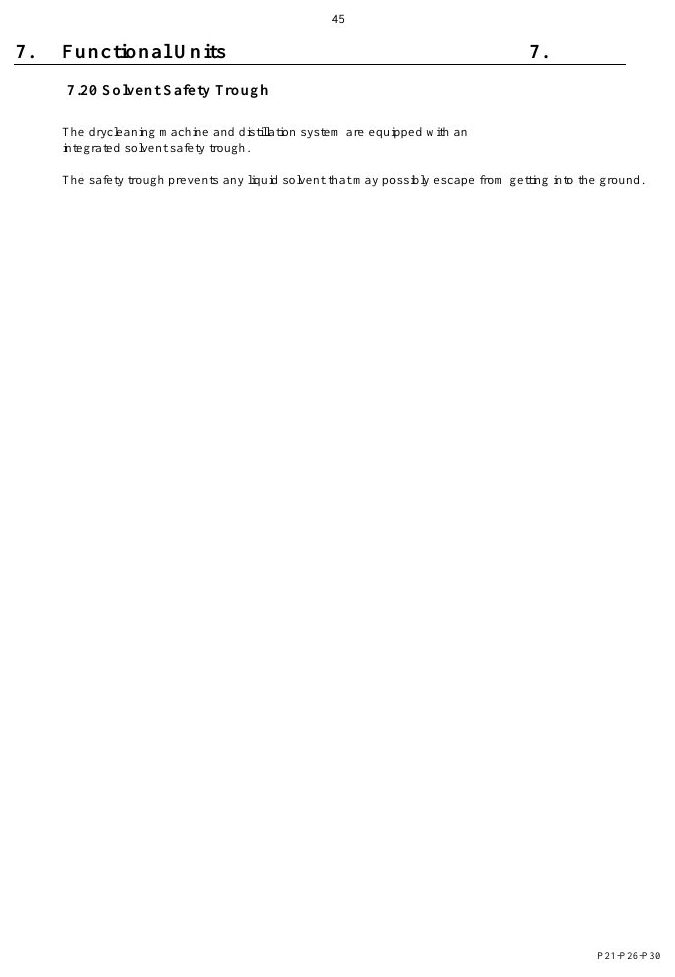 45
7. Functional Units 7.
7.20 Solvent Safety Trough
The drycleaning machine and distillation system are equipped with an
integrated solvent safety trough.
The safety trough prevents any liquid solvent that may possibly escape from getting into the ground.
P21-P26-P30